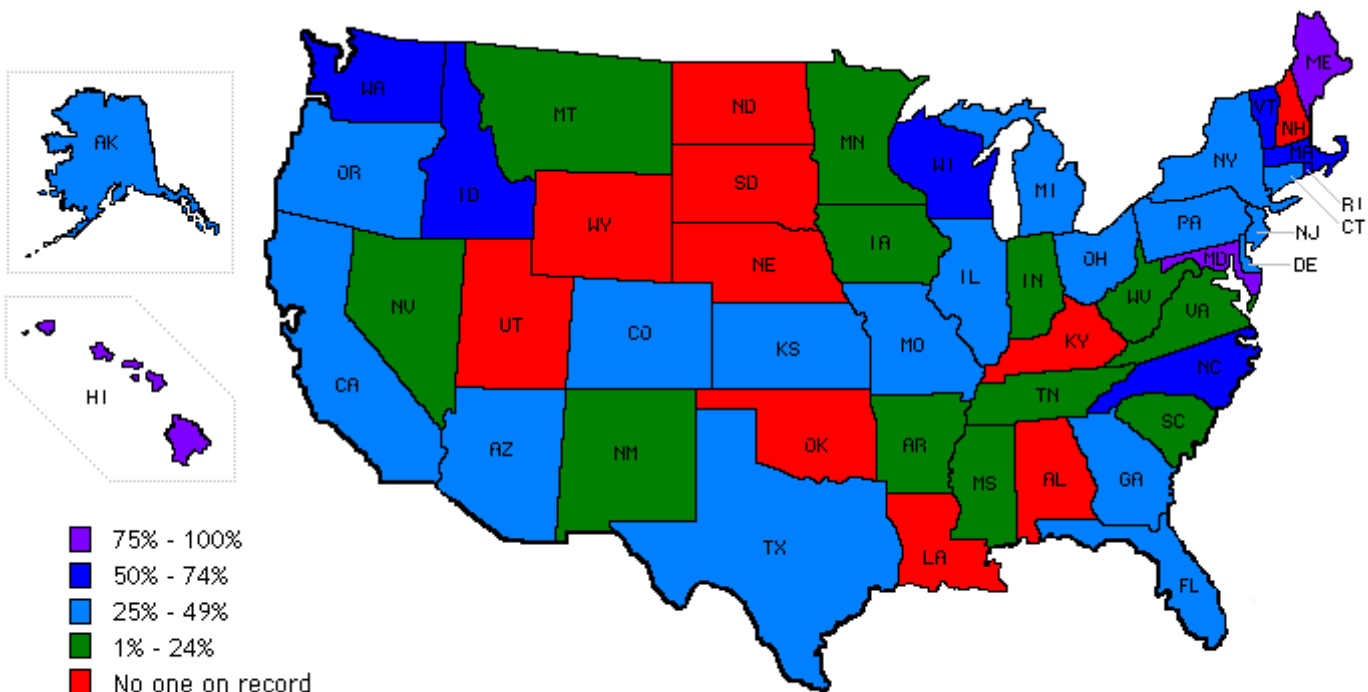 ME
WA
MT
ND
VT
NH
AK
MN
MA
OR
ID
WI
NY
SD
MI
RI
WY
PA
CT
IA
NJ
NE
OH
MD
DE
IL
IN
NV
UT
WV
VA
CO
KS
MO
KY
CA
NC
HI
TN
SC
AZ
NM
OK
AR
MS
AL
GA
75% - 100%
TX
LA
50% - 74%
FL
25% - 49%
1% - 24%
No one on record